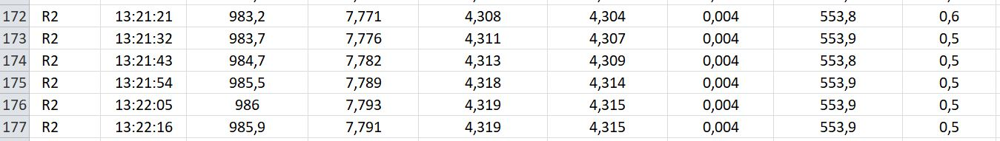 172 R2 13:21:21 983,2 7,771 4,308 4,304 0,004 553,8 0,6
173 R2 13:21:32 983,7 7,776 4,311 4,307 0,004 553,9 0,5
174 R2 13:21:43 984,7 7,782 4,313 4,309 0,004 553,8 0,5
175 R2 13:21:54 985,5 7,789 4,318 4,314 0,004 553,9 0,5
176 R2 13:22:05 986 7,793 4,319 4,315 0,004 553,9 0,5
177 R2 13:22:16 985,9 7,791 4,319 4,315 0,004 553,9 0,5